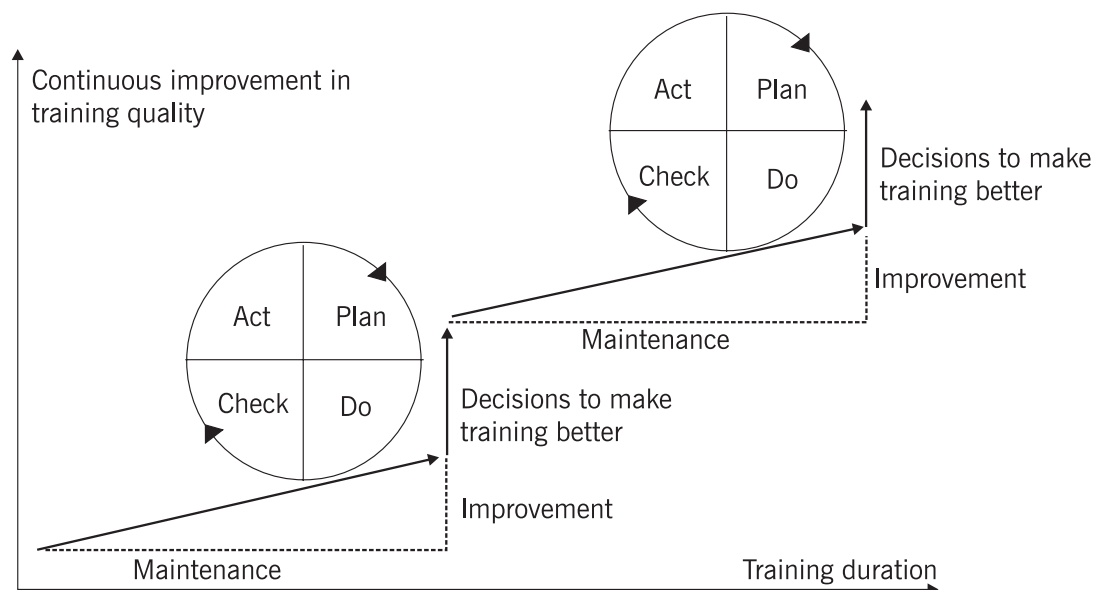 Continuous improvement in
training quality
Act
Plan
Check
Do
Decisions to make
training better
Improvement
Maintenance
Act
Plan
Check
Do
Decisions to make
training better
Improvement
Maintenance
Training duration